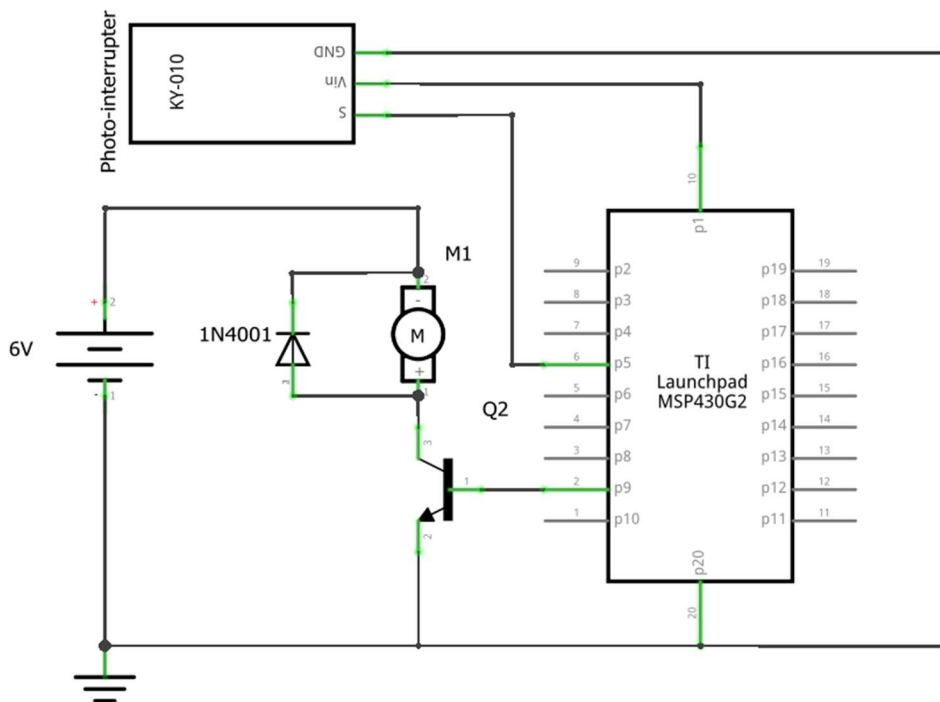 Photo-interrupter
KY-010
GND
Vin
S
10
p1
6V
+
2
-
1
1N4001
M1
2
-
M
+
1
Q2
3
1
2
9 p2
8 p3
7 p4
6 p5
5 p6
4 p7
3 p8
2 p9
1 p10
TI
Launchpad
MSP430G2
p19 19
p18 18
p17 17
p16 16
p15 15
p14 14
p13 13
p12 12
p11 11
p20
20